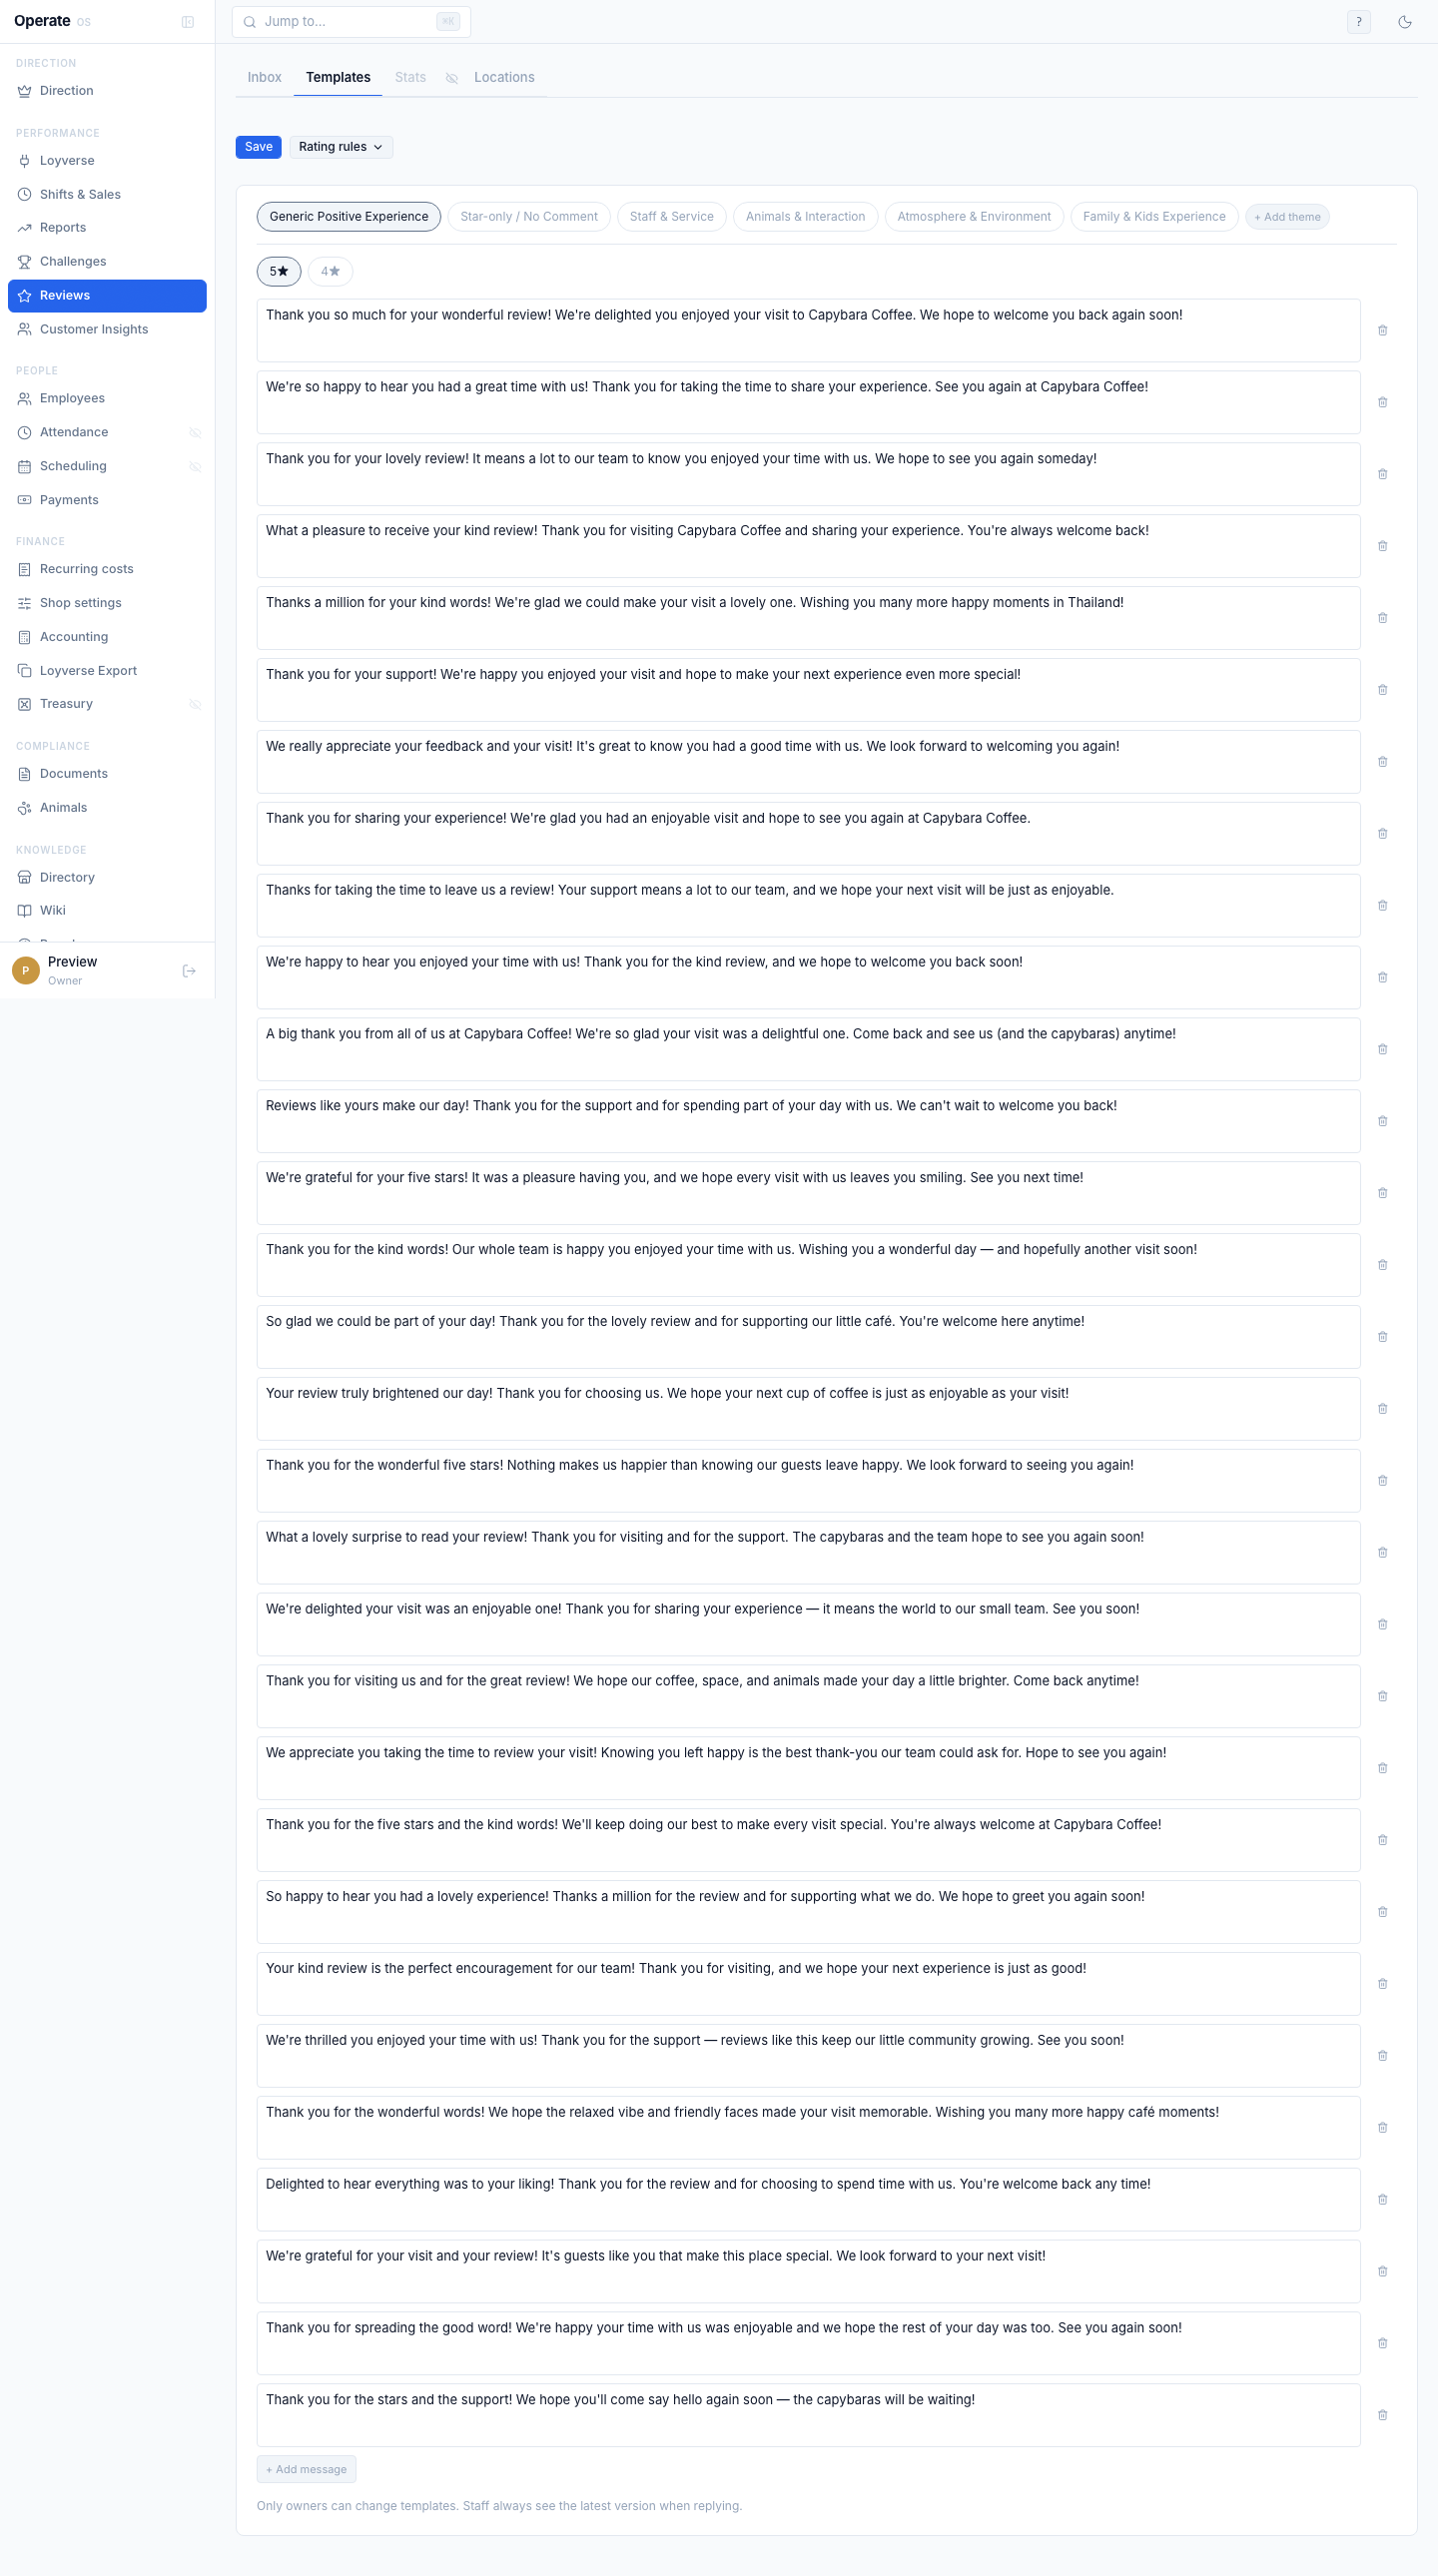 Operate OS
Jump to...
⌘K
?
DIRECTION
Direction
PERFORMANCE
Loyverse
Shifts & Sales
Reports
Challenges
Reviews
Customer Insights
PEOPLE
Employees
Attendance
Scheduling
Payments
FINANCE
Recurring costs
Shop settings
Accounting
Loyverse Export
Treasury
COMPLIANCE
Documents
Animals
KNOWLEDGE
Directory
Wiki
P
Preview
Owner
Inbox
Templates
Stats
Locations
Save
Rating rules
Generic Positive Experience
Star-only / No Comment
Staff & Service
Animals & Interaction
Atmosphere & Environment
Family & Kids Experience
+ Add theme
5★
4★
Thank you so much for your wonderful review! We're delighted you enjoyed your visit to Capybara Coffee. We hope to welcome you back again soon!
We're so happy to hear you had a great time with us! Thank you for taking the time to share your experience. See you again at Capybara Coffee!
Thank you for your lovely review! It means a lot to our team to know you enjoyed your time with us. We hope to see you again someday!
What a pleasure to receive your kind review! Thank you for visiting Capybara Coffee and sharing your experience. You're always welcome back!
Thanks a million for your kind words! We're glad we could make your visit a lovely one. Wishing you many more happy moments in Thailand!
Thank you for your support! We're happy you enjoyed your visit and hope to make your next experience even more special!
We really appreciate your feedback and your visit! It's great to know you had a good time with us. We look forward to welcoming you again!
Thank you for sharing your experience! We're glad you had an enjoyable visit and hope to see you again at Capybara Coffee.
Thanks for taking the time to leave us a review! Your support means a lot to our team, and we hope your next visit will be just as enjoyable.
We're happy to hear you enjoyed your time with us! Thank you for the kind review, and we hope to welcome you back soon!
A big thank you from all of us at Capybara Coffee! We're so glad your visit was a delightful one. Come back and see us (and the capybaras) anytime!
Reviews like yours make our day! Thank you for the support and for spending part of your day with us. We can't wait to welcome you back!
We're grateful for your five stars! It was a pleasure having you, and we hope every visit with us leaves you smiling. See you next time!
Thank you for the kind words! Our whole team is happy you enjoyed your time with us. Wishing you a wonderful day — and hopefully another visit soon!
So glad we could be part of your day! Thank you for the lovely review and for supporting our little café. You're welcome here anytime!
Your review truly brightened our day! Thank you for choosing us. We hope your next cup of coffee is just as enjoyable as your visit!
Thank you for the wonderful five stars! Nothing makes us happier than knowing our guests leave happy. We look forward to seeing you again!
What a lovely surprise to read your review! Thank you for visiting and for the support. The capybaras and the team hope to see you again soon!
We're delighted your visit was an enjoyable one! Thank you for sharing your experience — it means the world to our small team. See you soon!
Thank you for visiting us and for the great review! We hope our coffee, space, and animals made your day a little brighter. Come back anytime!
We appreciate you taking the time to review your visit! Knowing you left happy is the best thank-you our team could ask for. Hope to see you again!
Thank you for the five stars and the kind words! We'll keep doing our best to make every visit special. You're always welcome at Capybara Coffee!
So happy to hear you had a lovely experience! Thanks a million for the review and for supporting what we do. We hope to greet you again soon!
Your kind review is the perfect encouragement for our team! Thank you for visiting, and we hope your next experience is just as good!
We're thrilled you enjoyed your time with us! Thank you for the support — reviews like this keep our little community growing. See you soon!
Thank you for the wonderful words! We hope the relaxed vibe and friendly faces made your visit memorable. Wishing you many more happy café moments!
Delighted to hear everything was to your liking! Thank you for the review and for choosing to spend time with us. You're welcome back any time!
We're grateful for your visit and your review! It's guests like you that make this place special. We look forward to your next visit!
Thank you for spreading the good word! We're happy your time with us was enjoyable and we hope the rest of your day was too. See you again soon!
Thank you for the stars and the support! We hope you'll come say hello again soon — the capybaras will be waiting!
+ Add message
Only owners can change templates. Staff always see the latest version when replying.